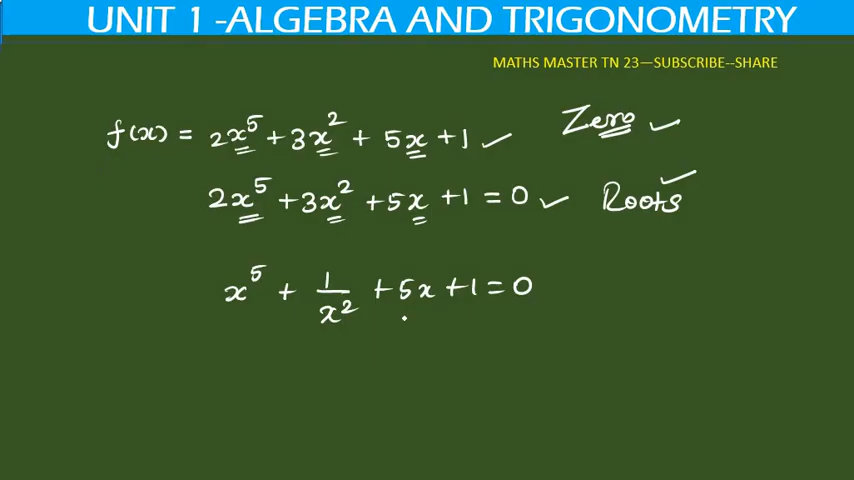 UNIT 1 -ALGEBRA AND TRIGONOMETRY
MATHS MASTER TN 23—SUBSCRIBE--SHARE
f(x) = 2x⁵ + 3x² + 5x + 1 ✓ Zero ✓
2x⁵ + 3x² + 5x + 1 = 0 ✓ Roots ✓
x⁵ + 1/x² + 5x + 1 = 0